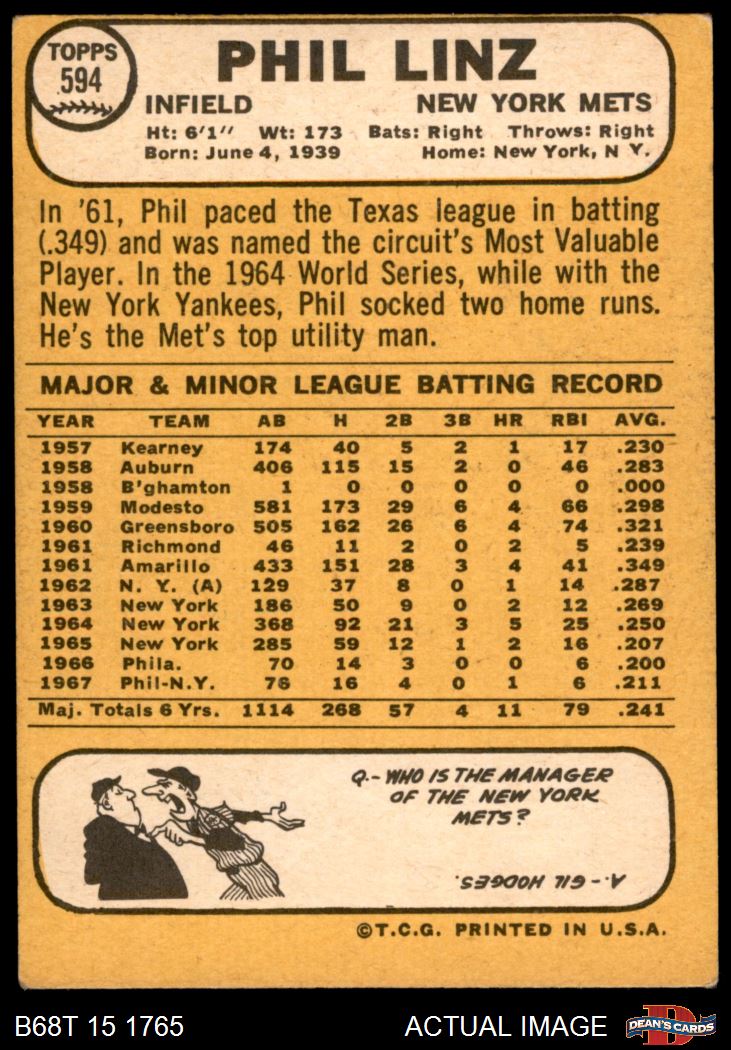 TOPPS
594
PHIL LINZ
INFIELD NEW YORK METS
Ht: 6'1" Wt: 173 Bats: Right Throws: Right
Born: June 4, 1939 Home: New York, N Y.
In '61, Phil paced the Texas league in batting
(.349) and was named the circuit's Most Valuable
Player. In the 1964 World Series, while with the
New York Yankees, Phil socked two home runs.
He's the Met's top utility man.
MAJOR & MINOR LEAGUE BATTING RECORD
YEAR TEAM AB H 2B 3B HR RBI AVG.
1957 Kearney 174 40 5 2 1 17 .230
1958 Auburn 406 115 15 2 0 46 .283
1958 B'ghamton 1 0 0 0 0 0 .000
1959 Modesto 581 173 29 6 4 66 .298
1960 Greensboro 505 162 26 6 4 74 .321
1961 Richmond 46 11 2 0 2 5 .239
1961 Amarillo 433 151 28 3 4 41 .349
1962 N. Y. (A) 129 37 8 0 1 14 .287
1963 New York 186 50 9 0 2 12 .269
1964 New York 368 92 21 3 5 25 .250
1965 New York 285 59 12 1 2 16 .207
1966 Phila. 70 14 3 0 0 6 .200
1967 Phil-N.Y. 76 16 4 0 1 6 .211
Maj. Totals 6 Yrs. 1114 268 57 4 11 79 .241
Q.- WHO IS THE MANAGER
OF THE NEW YORK
METS?
A.- GIL HODGES.
©T.C.G. PRINTED IN U.S.A.
B68T 15 1765 ACTUAL IMAGE DEAN'S CARDS